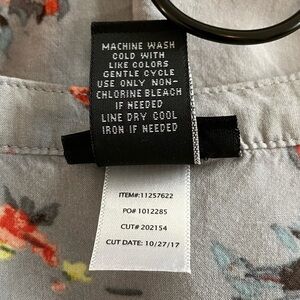 MACHINE WASH
COLD WITH
LIKE COLORS
GENTLE CYCLE
USE ONLY NON-
CHLORINE BLEACH
IF NEEDED
LINE DRY COOL
IRON IF NEEDED
ITEM#:11257622
PO# 1012285
CUT# 202154
CUT DATE: 10/27/17